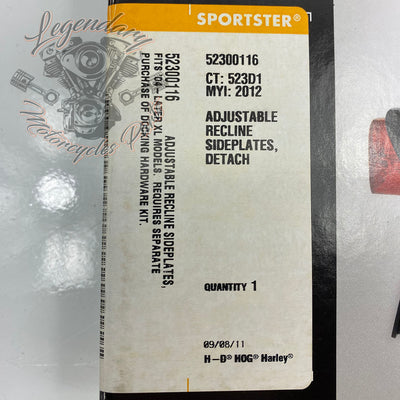 SPORTSTER®
52300116
CT: 523D1
MYI: 2012
ADJUSTABLE
RECLINE
SIDEPLATES,
DETACH
QUANTITY 1
09/08/11
H-D® HOG® Harley®
52300116 ADJUSTABLE RECLINE SIDEPLATES,
FITS '04-LATER XL MODELS. REQUIRES SEPARATE
PURCHASE OF DOCKING HARDWARE KIT.
Legendary
Motorcycles